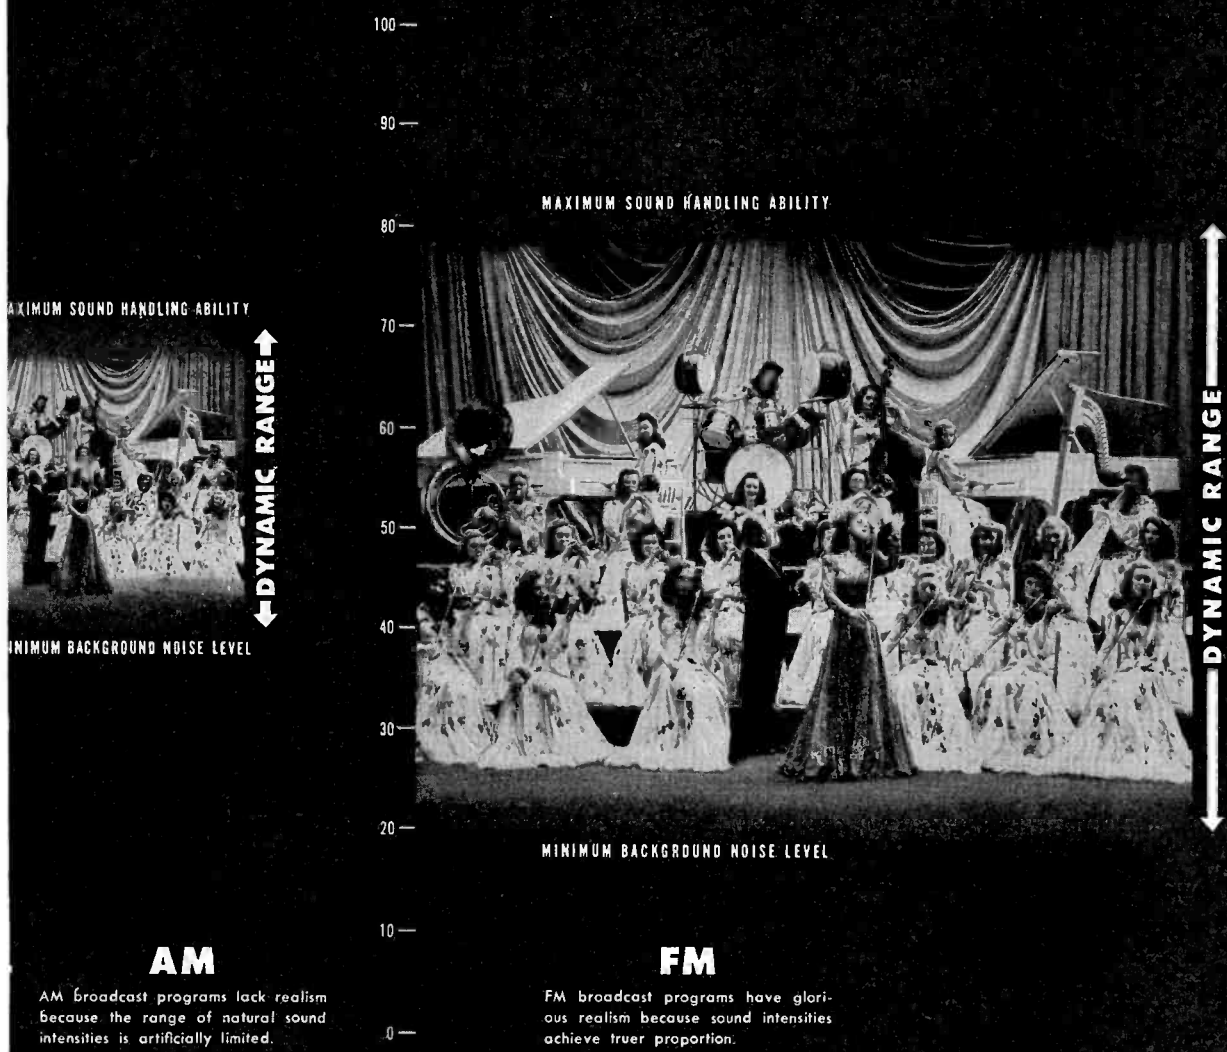 100
90
MAXIMUM SOUND HANDLING ABILITY
80
70
60
50
40
30
20
MINIMUM BACKGROUND NOISE LEVEL
10
0
DYNAMIC RANGE
AXIMUM SOUND HANDLING ABILITY
DYNAMIC RANGE
NIMUM BACKGROUND NOISE LEVEL
AM
AM broadcast programs lack realism
because the range of natural sound
intensities is artificially limited.
FM
FM broadcast programs have glori-
ous realism because sound intensities
achieve truer proportion.